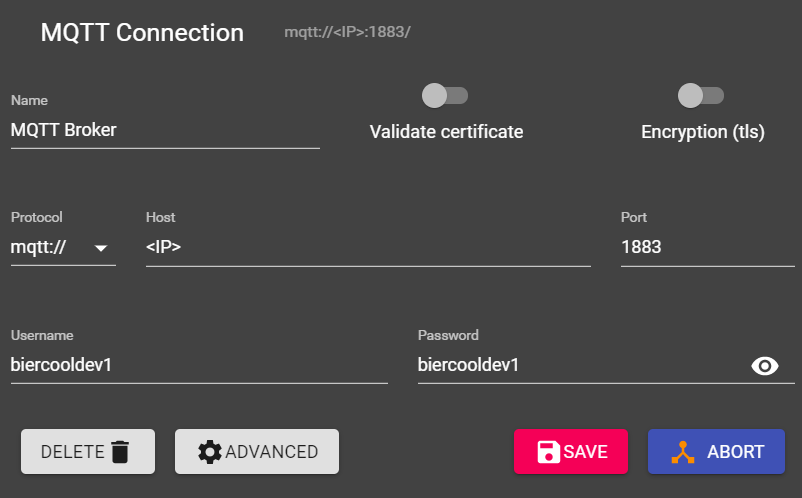 MQTT Connection mqtt://<IP>:1883/
Name
MQTT Broker
Validate certificate
Encryption (tls)
Protocol Host Port
mqtt:// <IP> 1883
Username Password
biercooldev1 biercooldev1
DELETE ADVANCED SAVE ABORT